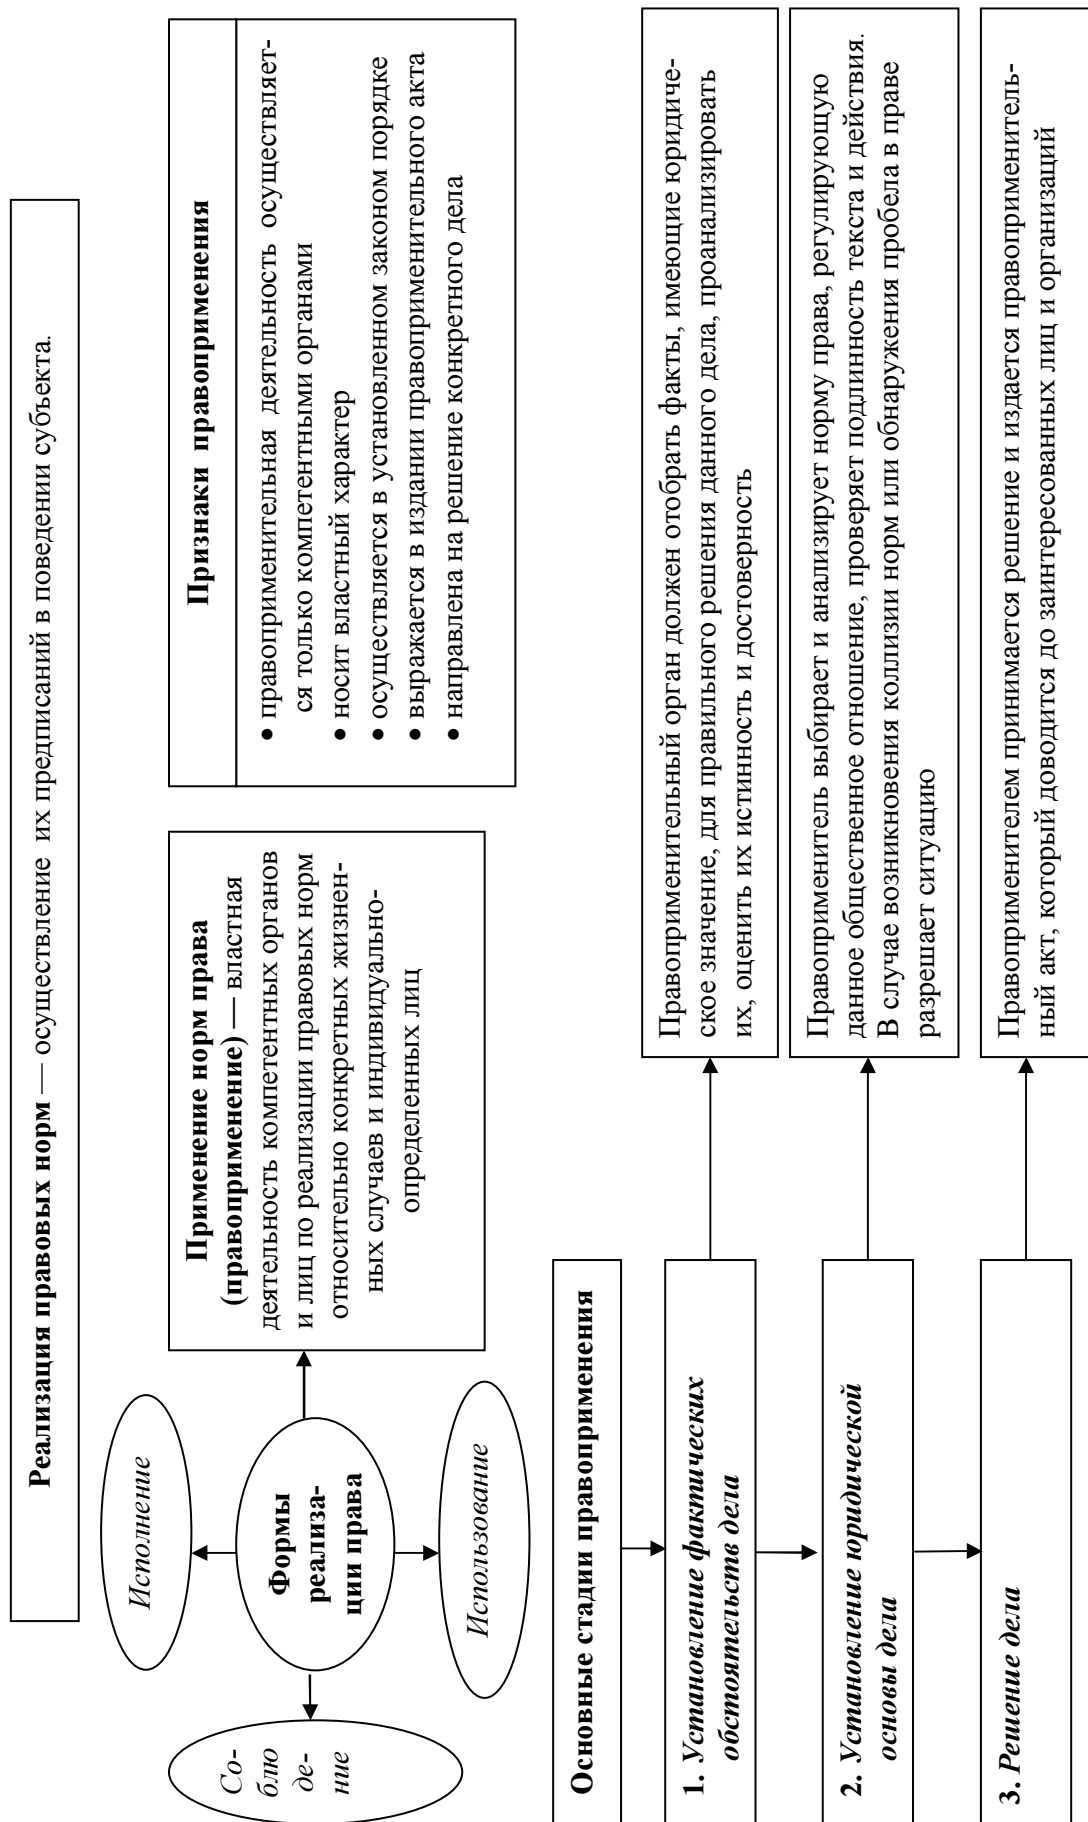 Реализация правовых норм — осуществление их предписаний в поведении субъекта.
Исполнение
Со-
блю
де-
ние
Формы
реализа-
ции права
Использование
Применение норм права
(правоприменение) — властная
деятельность компетентных органов
и лиц по реализации правовых норм
относительно конкретных жизнен-
ных случаев и индивидуально-
определенных лиц
Признаки правоприменения
• правоприменительная деятельность осуществляет-
ся только компетентными органами
• носит властный характер
• осуществляется в установленном законом порядке
• выражается в издании правоприменительного акта
• направлена на решение конкретного дела
Основные стадии правоприменения
1. Установление фактических
обстоятельств дела
Правоприменительный орган должен отобрать факты, имеющие юридиче-
ское значение, для правильного решения данного дела, проанализировать
их, оценить их истинность и достоверность
2. Установление юридической
основы дела
Правоприменитель выбирает и анализирует норму права, регулирующую
данное общественное отношение, проверяет подлинность текста и действия.
В случае возникновения коллизии норм или обнаружения пробела в праве
разрешает ситуацию
3. Решение дела
Правоприменителем принимается решение и издается правоприменитель-
ный акт, который доводится до заинтересованных лиц и организаций